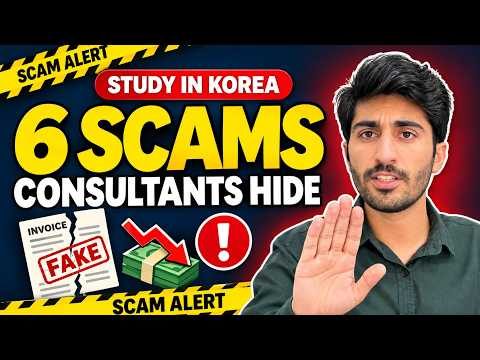 SCAM ALERT
STUDY IN KOREA
6 SCAMS
CONSULTANTS HIDE
INVOICE
FAKE
!
SCAM ALERT